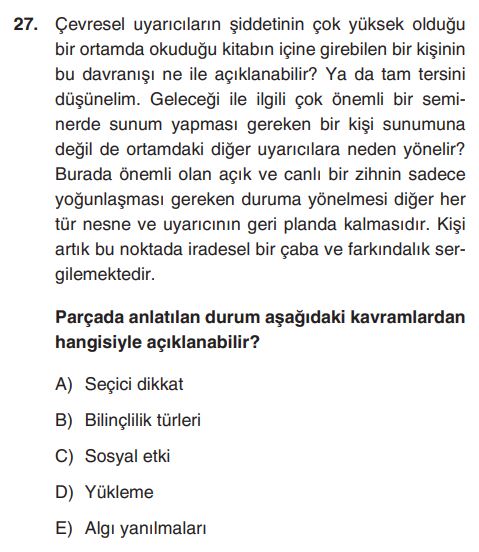 27. Çevresel uyarıcıların şiddetinin çok yüksek olduğu
bir ortamda okuduğu kitabın içine girebilen bir kişinin
bu davranışı ne ile açıklanabilir? Ya da tam tersini
düşünelim. Geleceği ile ilgili çok önemli bir semi-
nerde sunum yapması gereken bir kişi sunumuna
değil de ortamdaki diğer uyarıcılara neden yönelir?
Burada önemli olan açık ve canlı bir zihnin sadece
yoğunlaşması gereken duruma yönelmesi diğer her
tür nesne ve uyarıcının geri planda kalmasıdır. Kişi
artık bu noktada iradesel bir çaba ve farkındalık ser-
gilemektedir.
Parçada anlatılan durum aşağıdaki kavramlardan
hangisiyle açıklanabilir?
A) Seçici dikkat
B) Bilinçlilik türleri
C) Sosyal etki
D) Yükleme
E) Algı yanılmaları